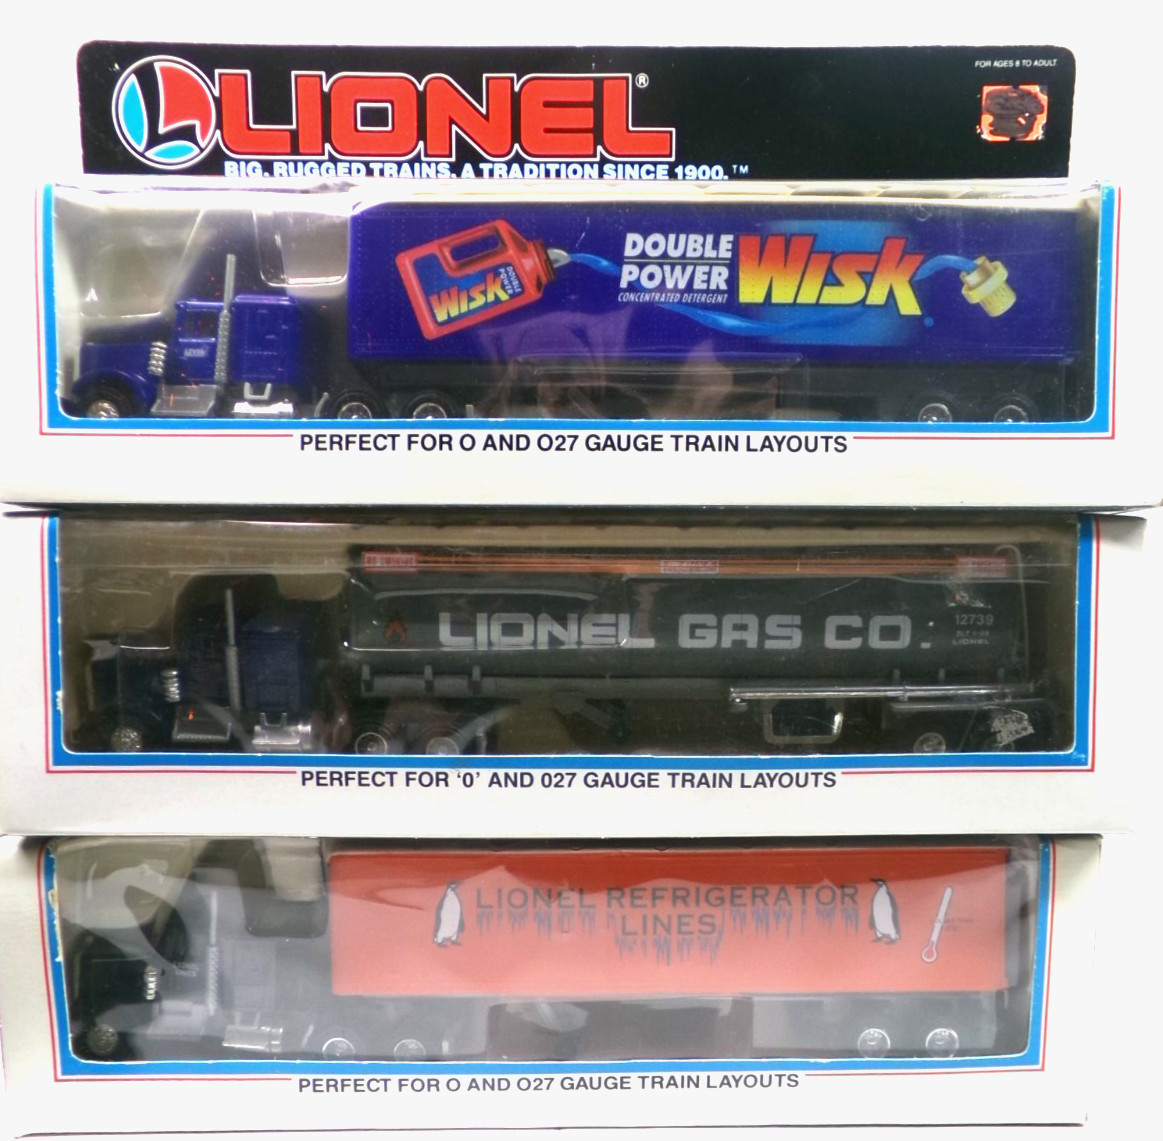 FOR AGES 8 TO ADULT
LIONEL®
BIG, RUGGED TRAINS. A TRADITION SINCE 1900.™
DOUBLE
POWER
CONCENTRATED DETERGENT
WISK
WISK
DOUBLE
POWER
PERFECT FOR O AND O27 GAUGE TRAIN LAYOUTS
LIONEL GAS CO.
12739
LIONEL
PERFECT FOR ‘0’ AND 027 GAUGE TRAIN LAYOUTS
LIONEL REFRIGERATOR
LINES
PERFECT FOR O AND O27 GAUGE TRAIN LAYOUTS